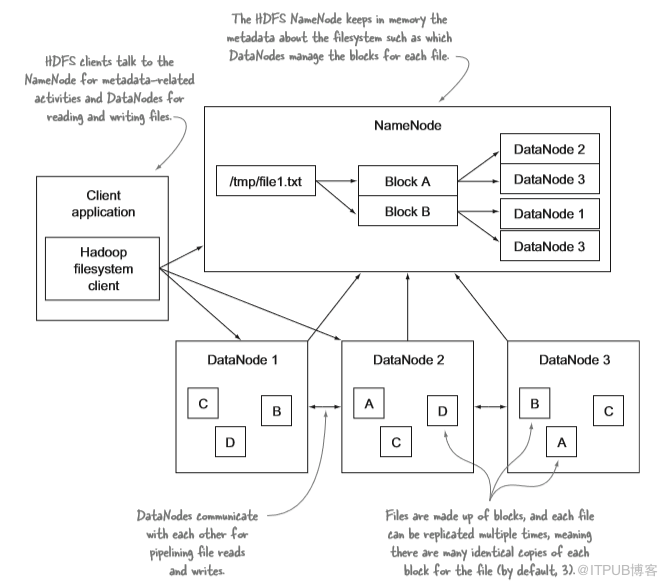 The HDFS NameNode keeps in memory the
metadata about the filesystem such as which
DataNodes manage the blocks for each file.
HDFS clients talk to the
NameNode for metadata-related
activities and DataNodes for
reading and writing files.
NameNode
/tmp/file1.txt
Block A
Block B
DataNode 2
DataNode 3
DataNode 1
DataNode 3
Client
application
Hadoop
filesystem
client
DataNode 1
C
B
D
DataNode 2
A
D
C
DataNode 3
B
C
A
DataNodes communicate
with each other for
pipelining file reads
and writes.
Files are made up of blocks, and each file
can be replicated multiple times, meaning
there are many identical copies of each
block for the file (by default, 3).
@ITPUB博客